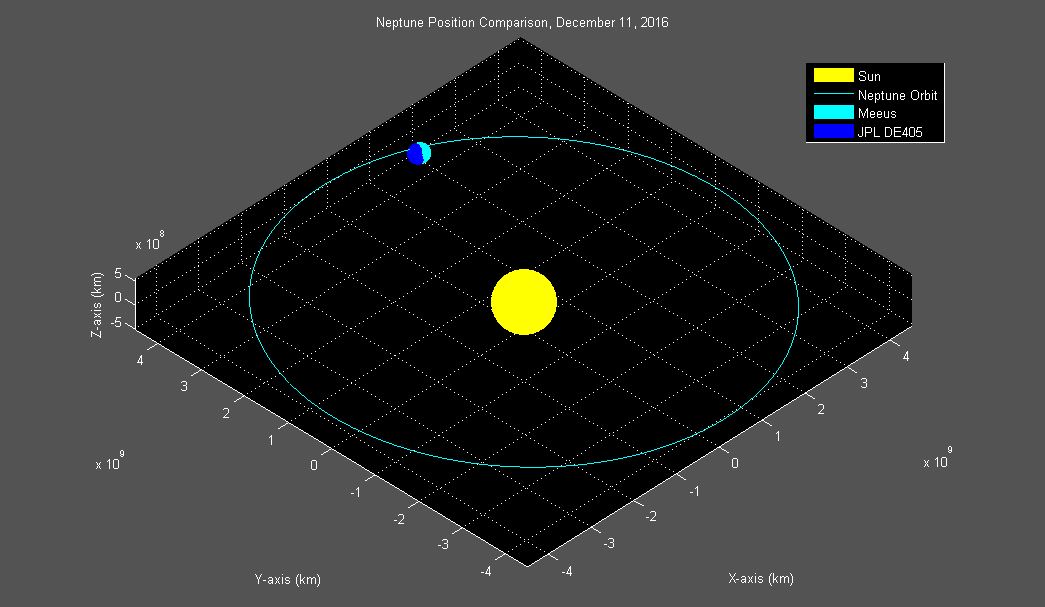 Neptune Position Comparison, December 11, 2016
Sun
Neptune Orbit
Meeus
JPL DE405
x 10^8
5
0
-5
Z-axis (km)
4
3
2
1
0
-1
-2
-3
-4
x 10^9
Y-axis (km)
4
3
2
1
0
-1
-2
-3
-4
x 10^9
X-axis (km)